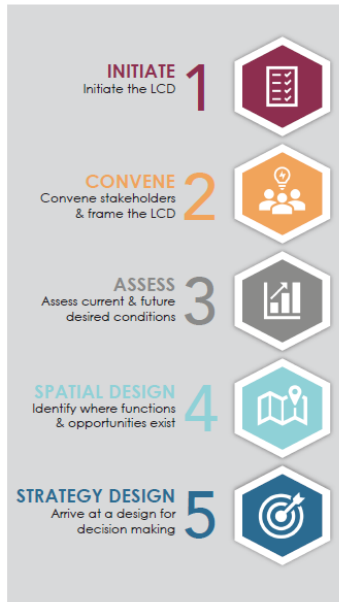 INITIATE
Initiate the LCD
1
CONVENE
Convene stakeholders
& frame the LCD
2
ASSESS
Assess current & future
desired conditions
3
SPATIAL DESIGN
Identify where functions
& opportunities exist
4
STRATEGY DESIGN
Arrive at a design for
decision making
5